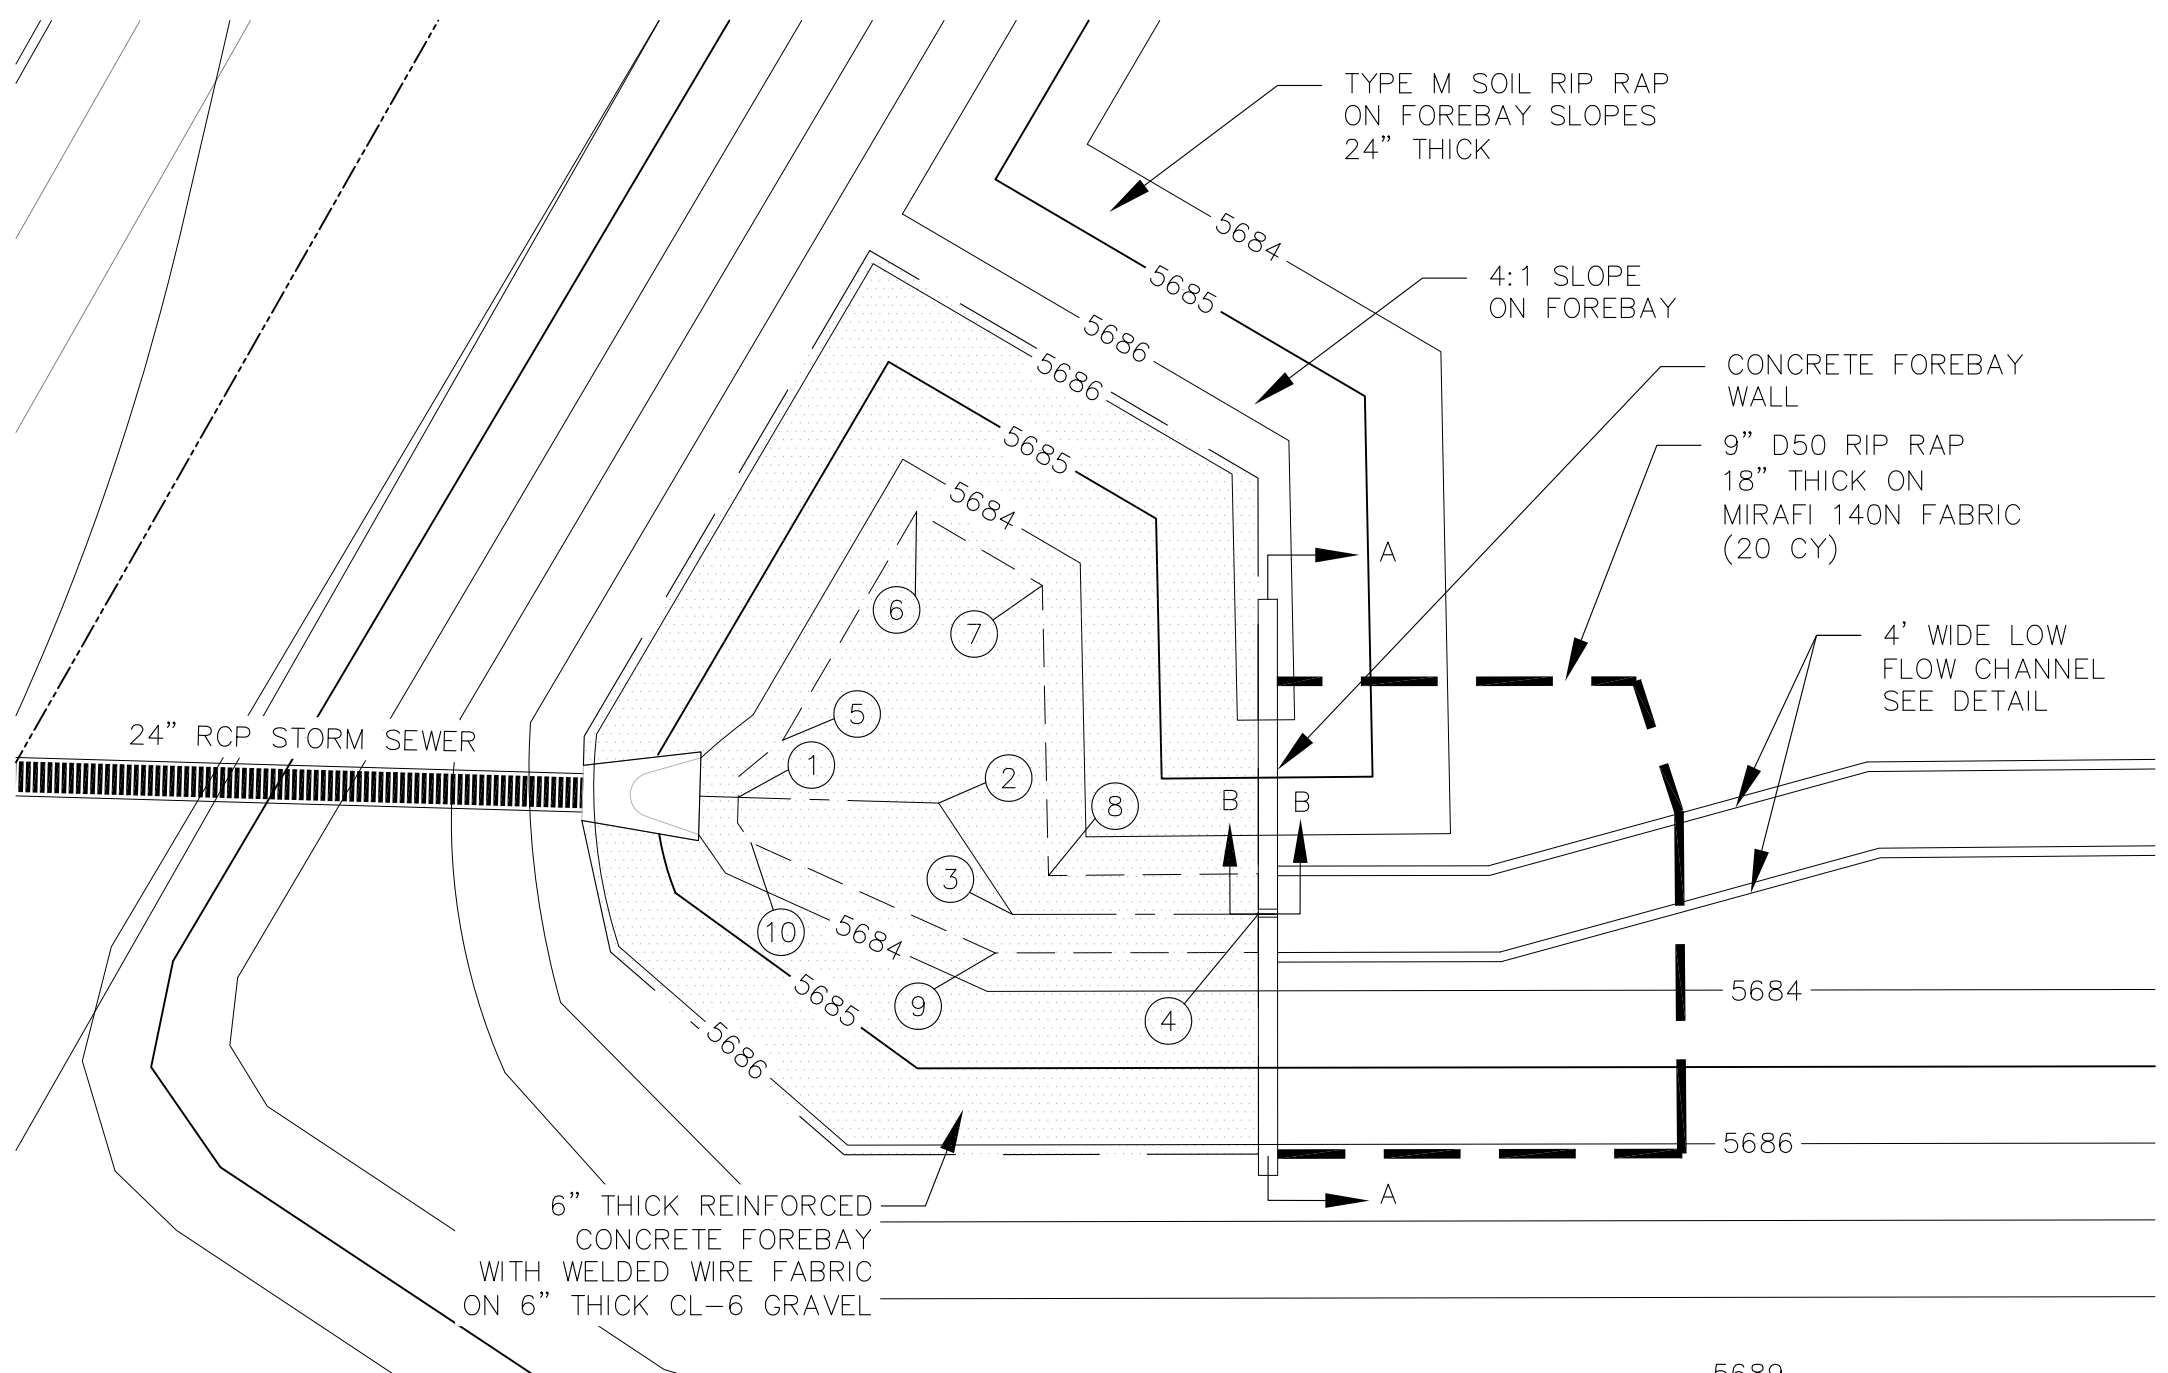 TYPE M SOIL RIP RAP
ON FOREBAY SLOPES
24” THICK
5684
5685
4:1 SLOPE
ON FOREBAY
5686
5686
CONCRETE FOREBAY
WALL
5685
9” D50 RIP RAP
18” THICK ON
MIRAFI 140N FABRIC
(20 CY)
5684
A
6
7
4’ WIDE LOW
FLOW CHANNEL
SEE DETAIL
5
24” RCP STORM SEWER
1
2
8
B
B
3
10
5684
5684
9
5685
4
5686
5686
A
6” THICK REINFORCED
CONCRETE FOREBAY
WITH WELDED WIRE FABRIC
ON 6” THICK CL–6 GRAVEL
5689